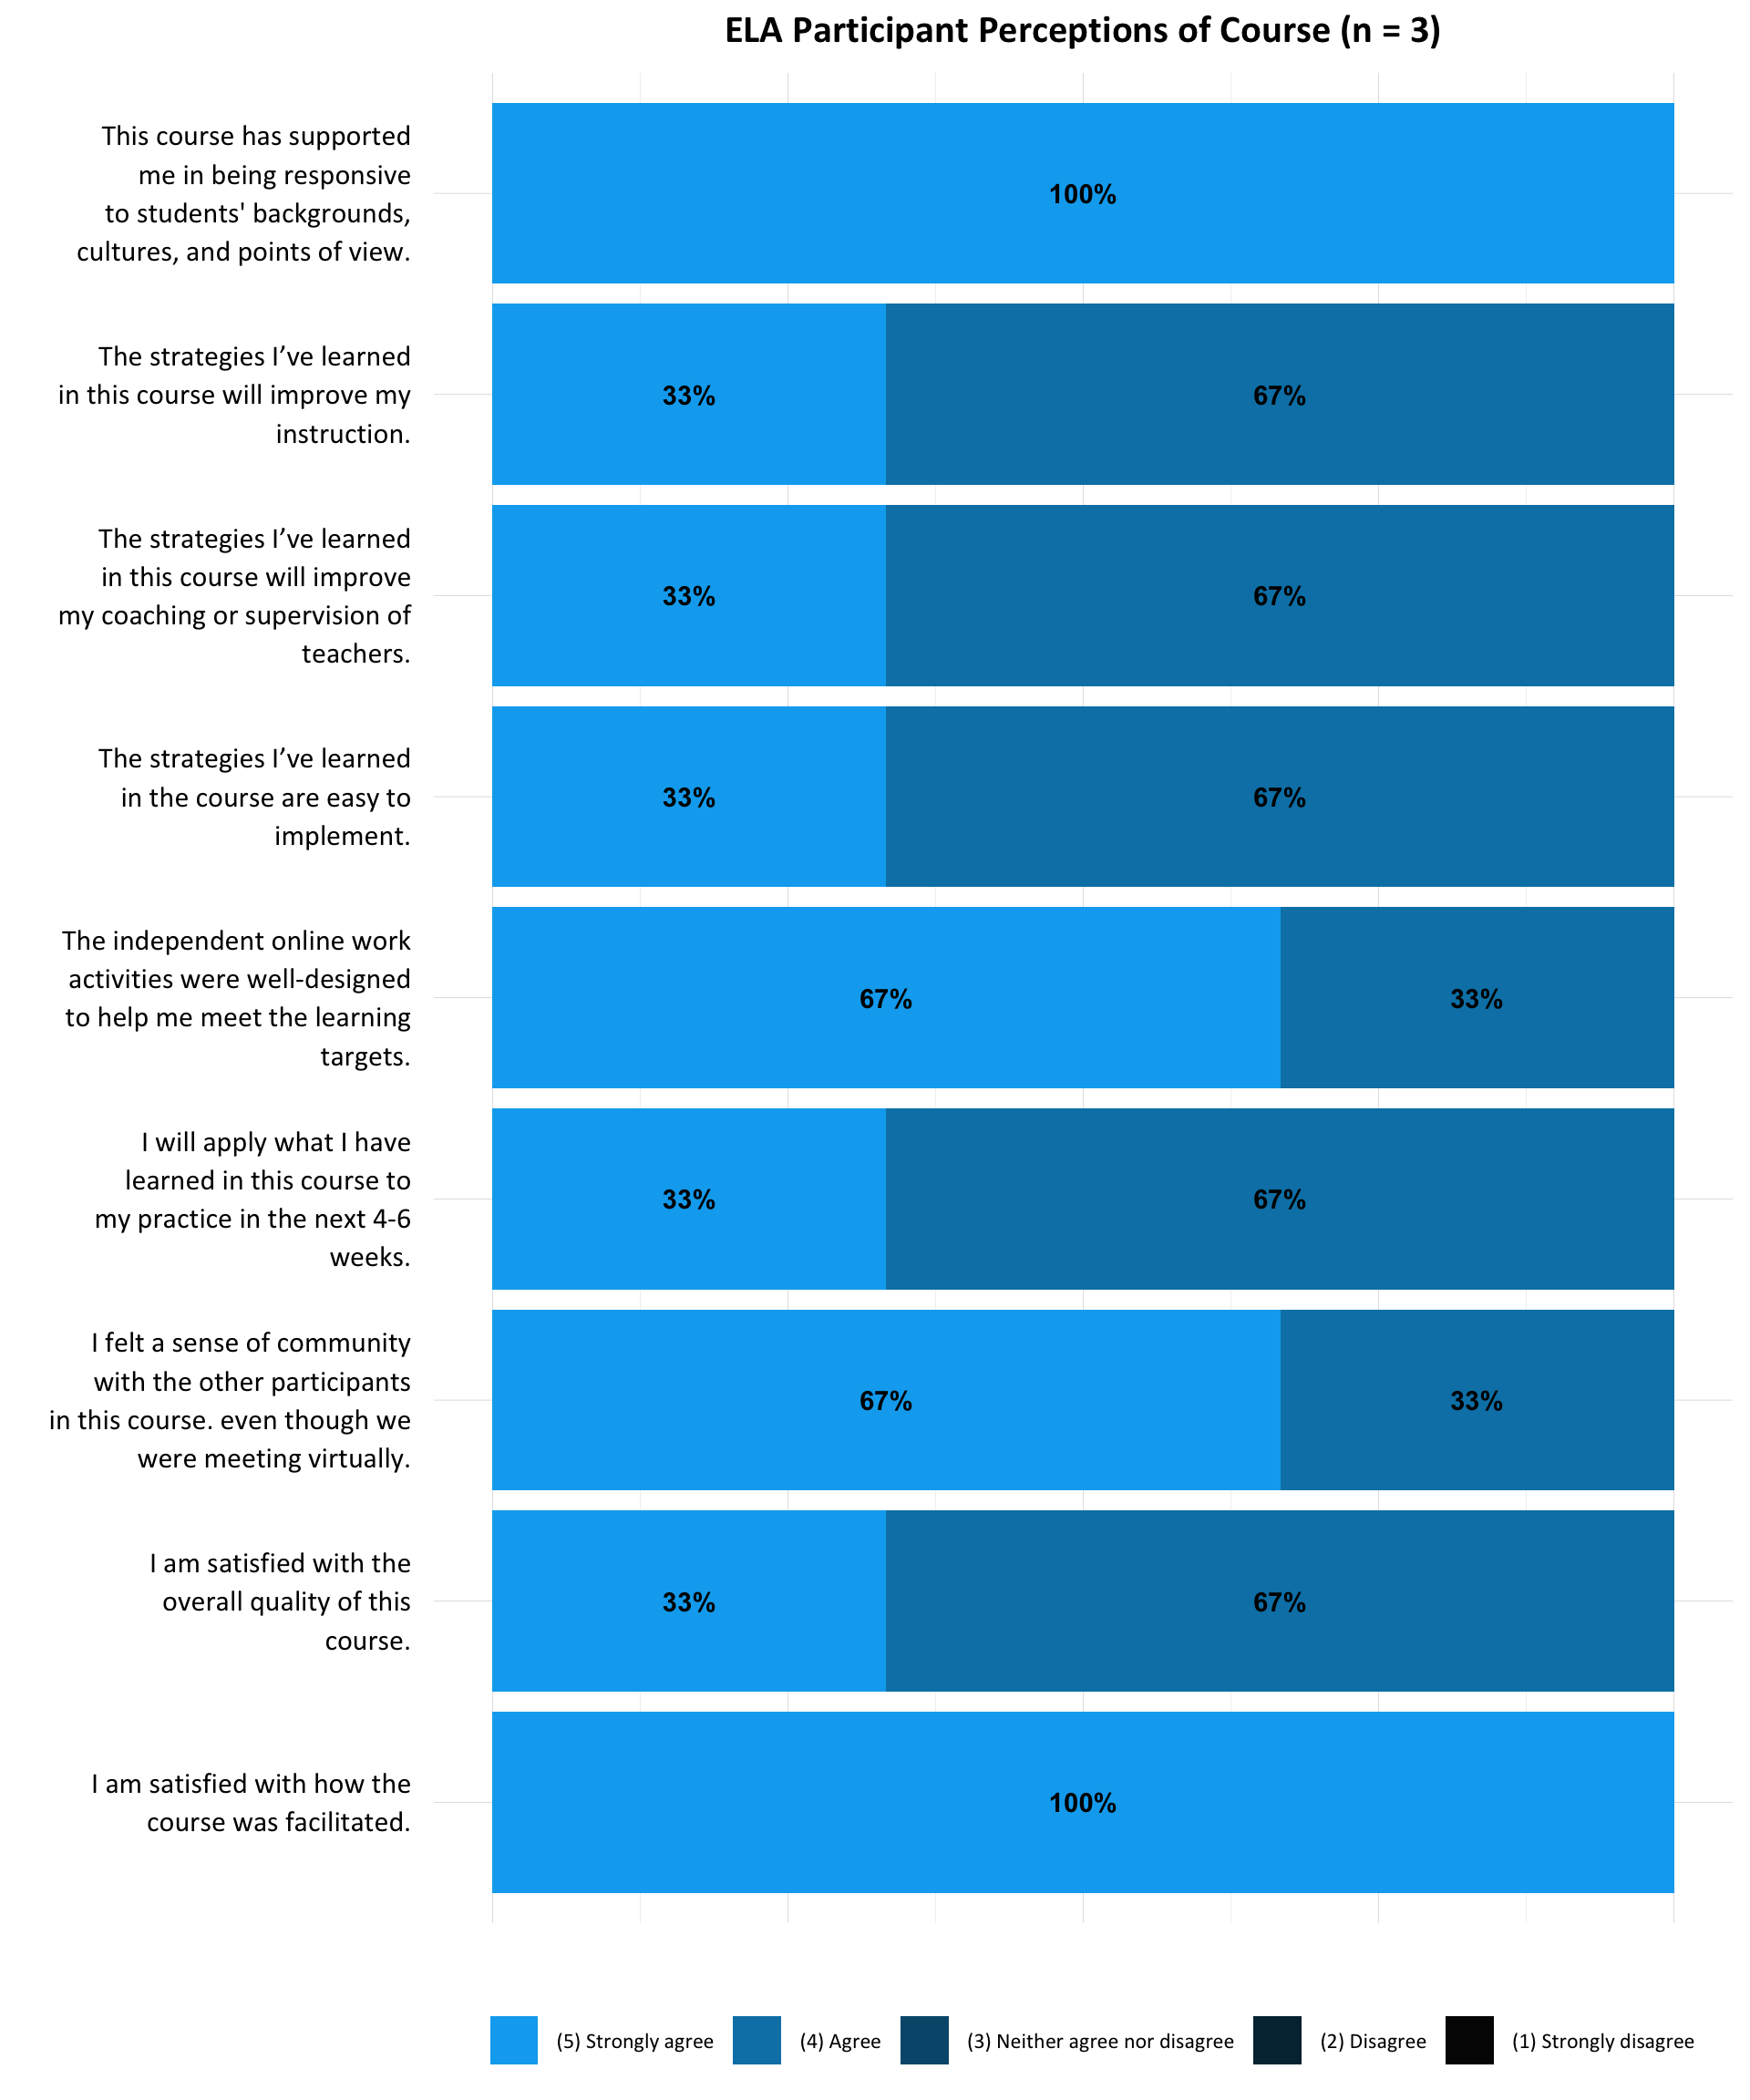 ELA Participant Perceptions of Course (n = 3)
This course has supported
me in being responsive
to students' backgrounds,
cultures, and points of view.
100%
The strategies I’ve learned
in this course will improve my
instruction.
33%
67%
The strategies I’ve learned
in this course will improve
my coaching or supervision of
teachers.
33%
67%
The strategies I’ve learned
in the course are easy to
implement.
33%
67%
The independent online work
activities were well-designed
to help me meet the learning
targets.
67%
33%
I will apply what I have
learned in this course to
my practice in the next 4-6
weeks.
33%
67%
I felt a sense of community
with the other participants
in this course. even though we
were meeting virtually.
67%
33%
I am satisfied with the
overall quality of this
course.
33%
67%
I am satisfied with how the
course was facilitated.
100%
(5) Strongly agree
(4) Agree
(3) Neither agree nor disagree
(2) Disagree
(1) Strongly disagree